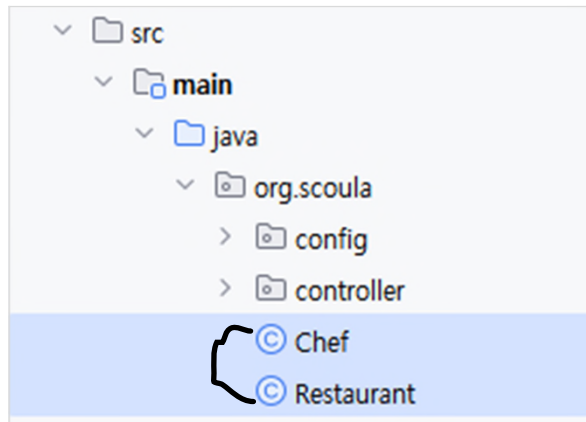 src
main
java
org.scoula
config
controller
C Chef
C Restaurant